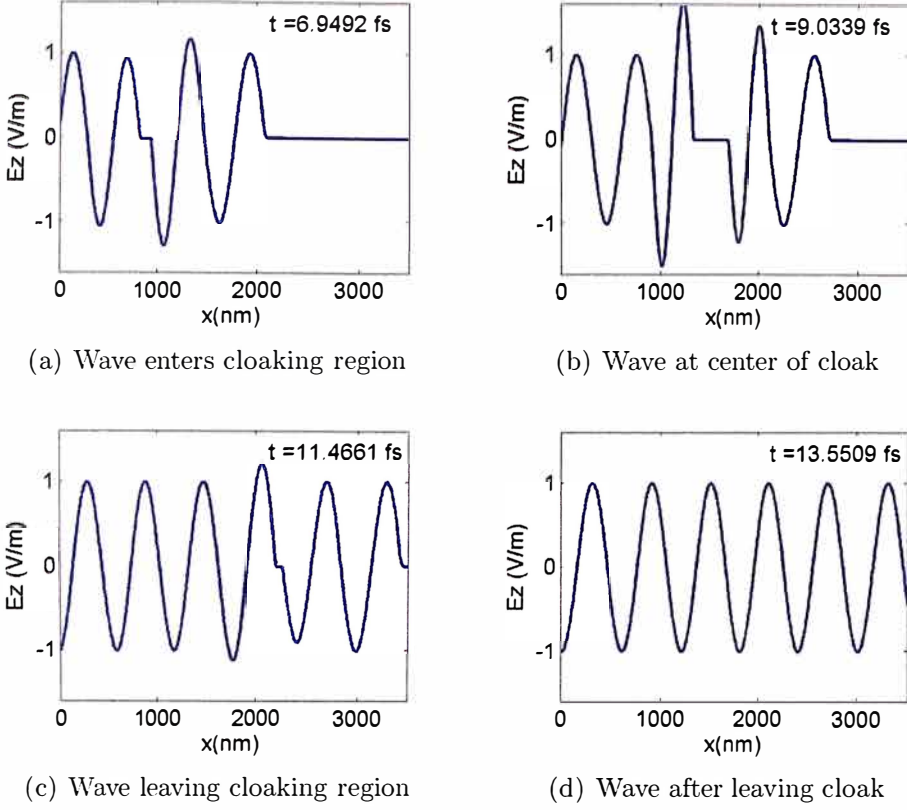 t =6.9492 fs
1
0
-1
Ez (V/m)
0 1000 2000 3000
x(nm)
(a) Wave enters cloaking region
t =9.0339 fs
1
0
-1
Ez (V/m)
0 1000 2000 3000
x(nm)
(b) Wave at center of cloak
t =11.4661 fs
1
0
-1
Ez (V/m)
0 1000 2000 3000
x(nm)
(c) Wave leaving cloaking region
t =13.5509 fs
1
0
-1
Ez (V/m)
0 1000 2000 3000
x(nm)
(d) Wave after leaving cloak